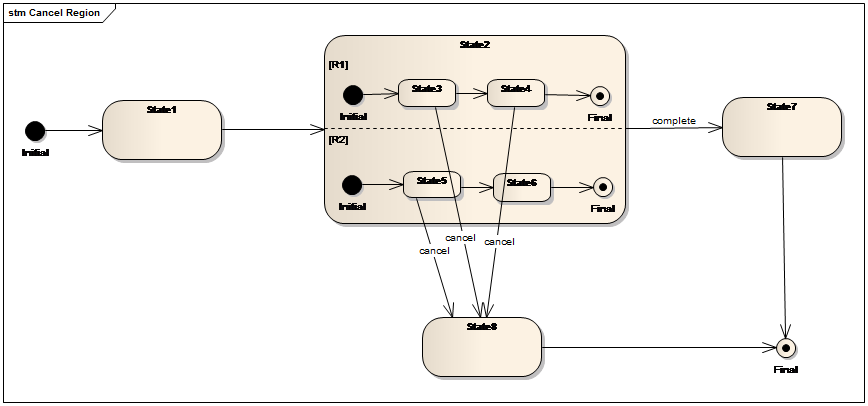 stm Cancel Region
State2
[R1]
State3
State4
Initial
Final
State1
Initial
complete
State7
[R2]
State5
State6
Initial
Final
cancel
cancel
cancel
State8
Final